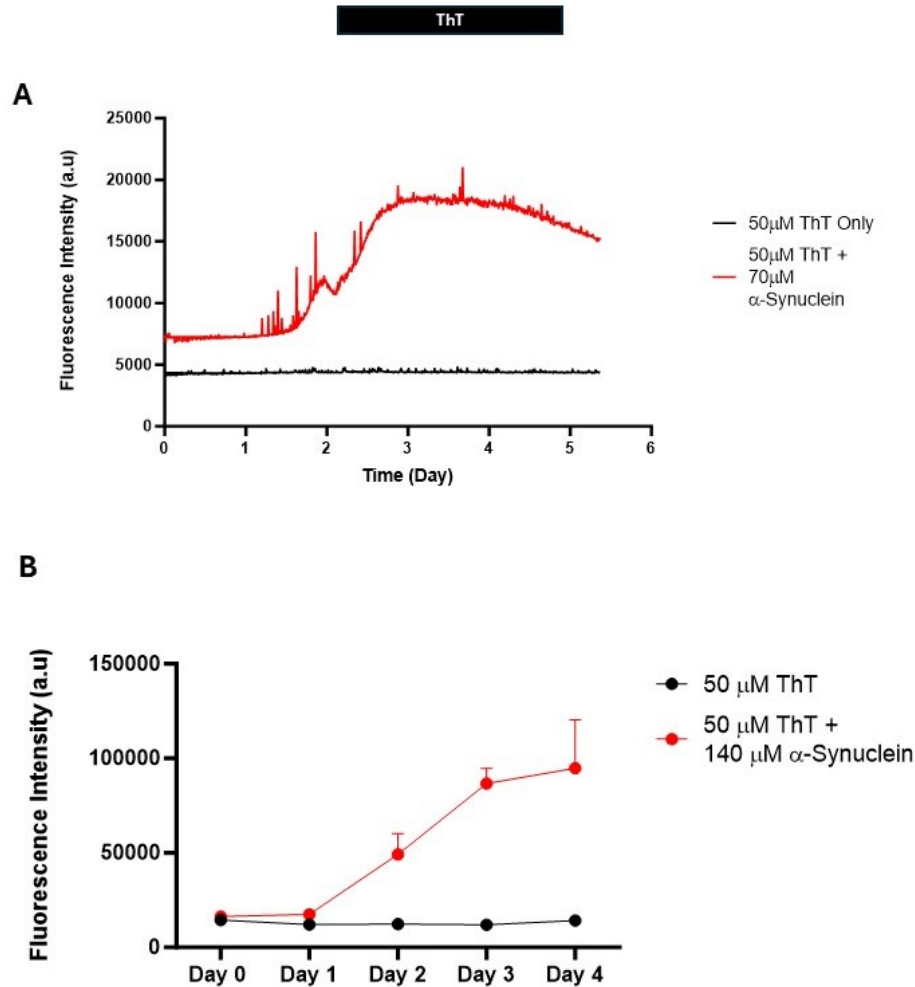 ThT
A
Fluorescence Intensity (a.u)
25000
20000
15000
10000
5000
0
0 1 2 3 4 5 6
Time (Day)
50μM ThT Only
50μM ThT +
70μM
α-Synuclein
B
Fluorescence Intensity (a.u)
150000
100000
50000
0
Day 0 Day 1 Day 2 Day 3 Day 4
50 μM ThT
50 μM ThT +
140 μM α-Synuclein